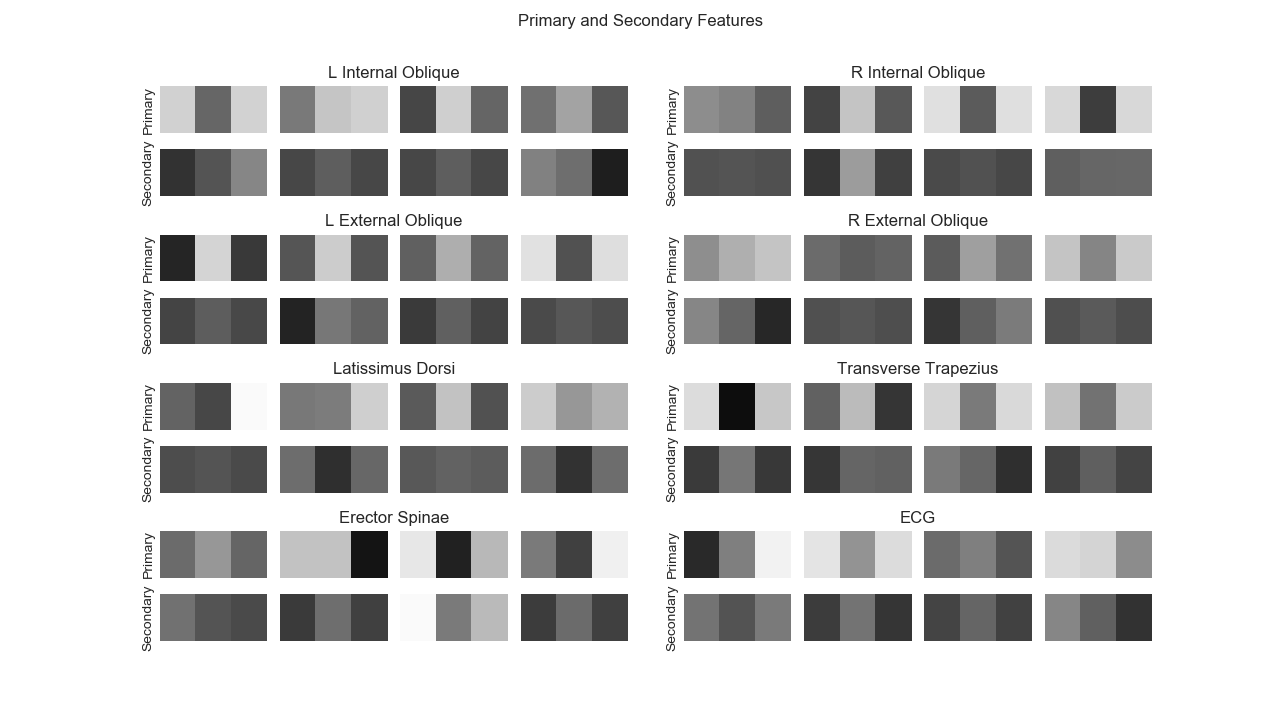 Primary and Secondary Features
L Internal Oblique
Primary
Secondary
R Internal Oblique
Primary
Secondary
L External Oblique
Primary
Secondary
R External Oblique
Primary
Secondary
Latissimus Dorsi
Primary
Secondary
Transverse Trapezius
Primary
Secondary
Erector Spinae
Primary
Secondary
ECG
Primary
Secondary